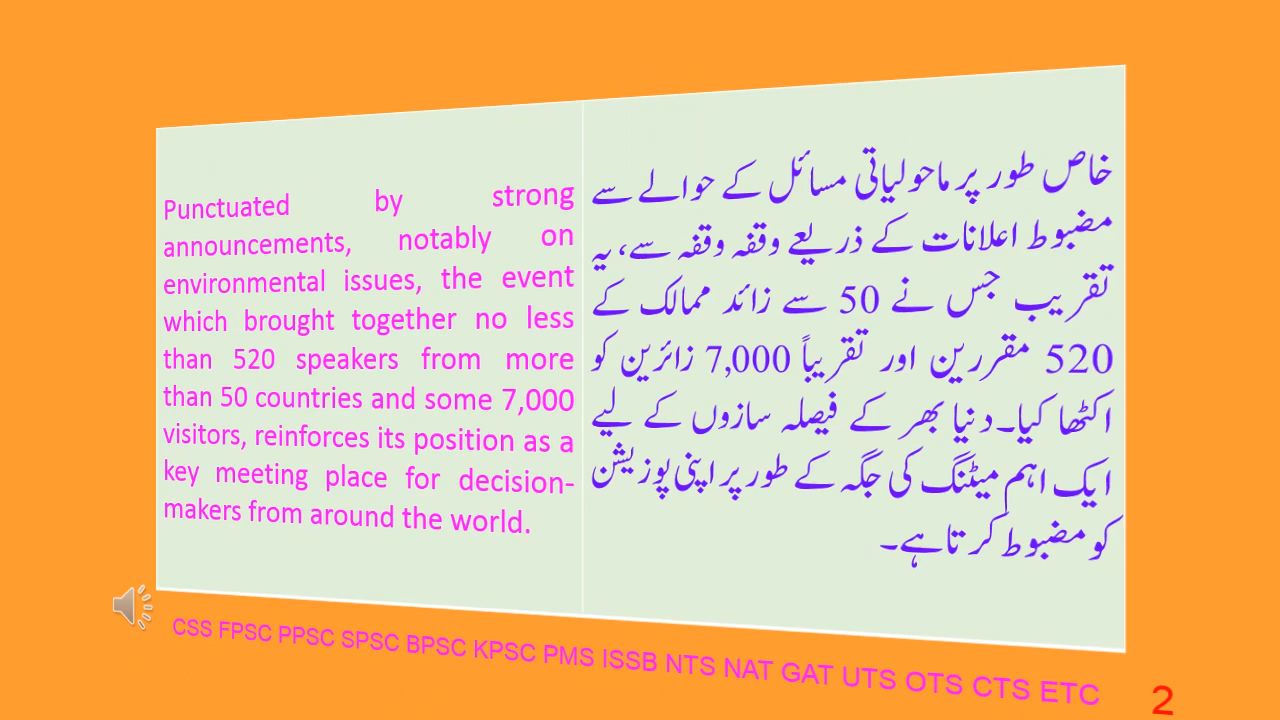 Punctuated by strong
announcements, notably on
environmental issues, the event
which brought together no less
than 520 speakers from more
than 50 countries and some 7,000
visitors, reinforces its position as a
key meeting place for decision-
makers from around the world.
خاص طور پر ماحولیاتی مسائل کے حوالے سے
مضبوط اعلانات کے ذریعے وقفہ وقفہ سے، یہ
تقریب جس نے 50 سے زائد ممالک کے
520 مقررین اور تقریباً 7,000 زائرین کو
اکٹھا کیا۔دنیا بھر کے فیصلہ سازوں کے لیے
ایک اہم میٹنگ کی جگہ کے طور پر اپنی پوزیشن
کو مضبوط کرتا ہے۔
CSS FPSC PPSC SPSC BPSC KPSC PMS ISSB NTS NAT GAT UTS OTS CTS ETC
2